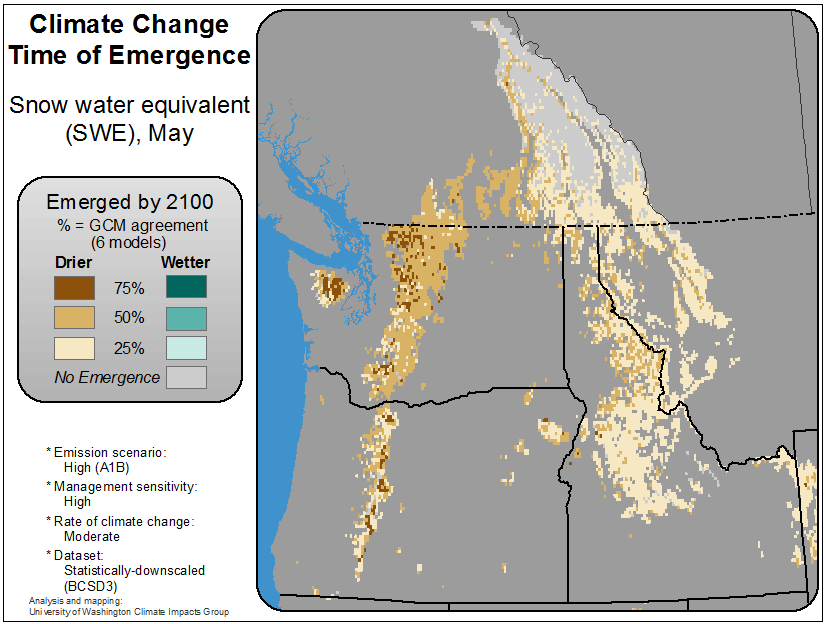 Climate Change
Time of Emergence
Snow water equivalent
(SWE), May
Emerged by 2100
% = GCM agreement
(6 models)
Drier Wetter
75%
50%
25%
No Emergence
* Emission scenario:
High (A1B)
* Management sensitivity:
High
* Rate of climate change:
Moderate
* Dataset:
Statistically-downscaled
(BCSD3)
Analysis and mapping:
University of Washington Climate Impacts Group